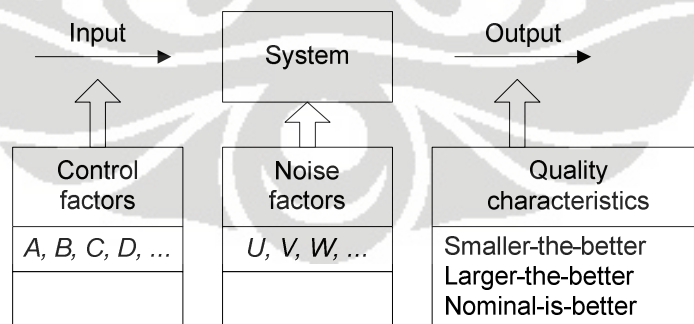 Input
System
Output
Control
factors
A, B, C, D, ...
Noise
factors
U, V, W, ...
Quality
characteristics
Smaller-the-better
Larger-the-better
Nominal-is-better